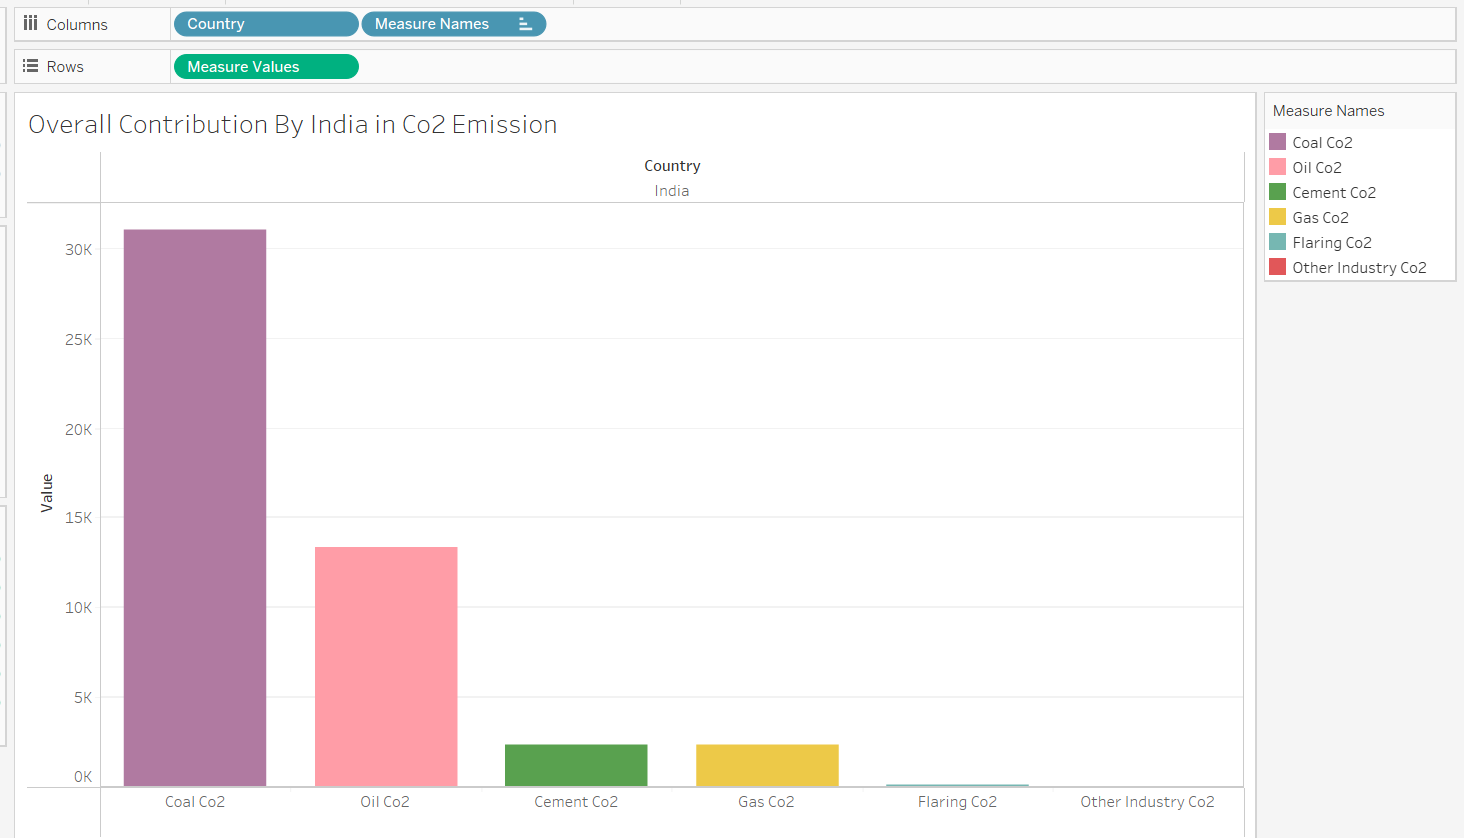 Columns
Country
Measure Names
Rows
Measure Values
Overall Contribution By India in Co2 Emission
Country
India
30K
25K
20K
15K
10K
5K
0K
Value
Coal Co2
Oil Co2
Cement Co2
Gas Co2
Flaring Co2
Other Industry Co2
Measure Names
Coal Co2
Oil Co2
Cement Co2
Gas Co2
Flaring Co2
Other Industry Co2